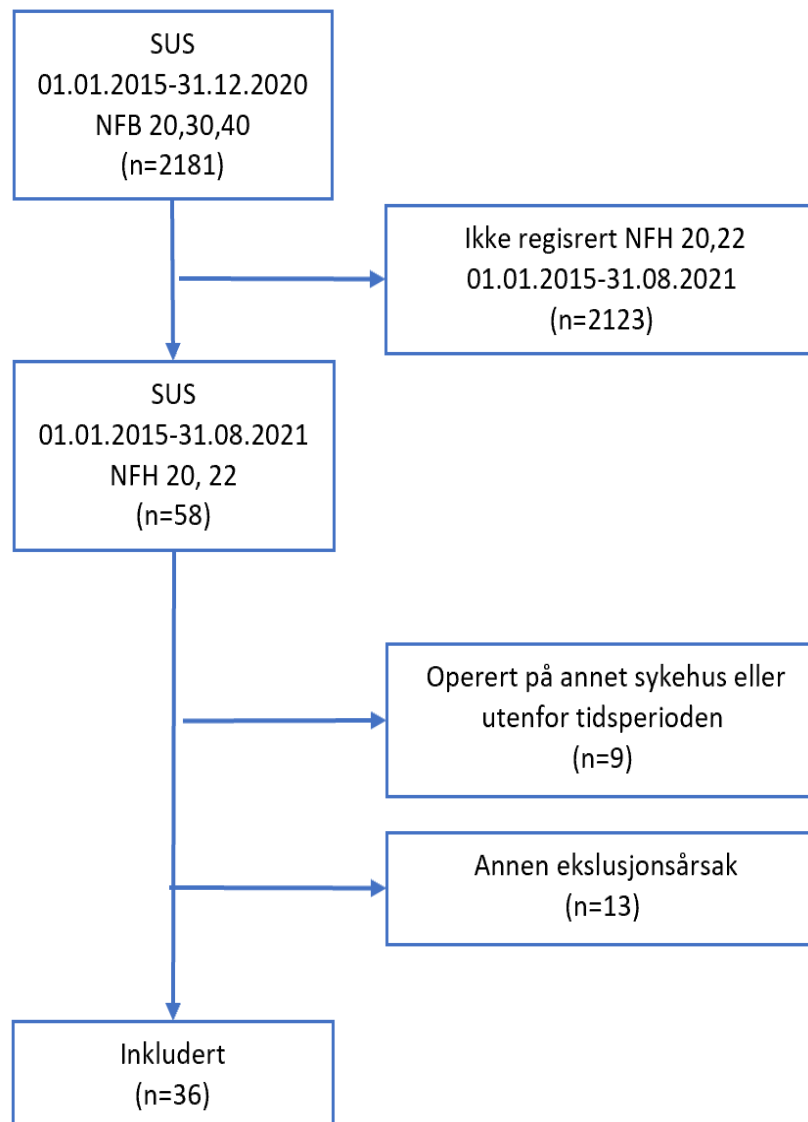 SUS
01.01.2015-31.12.2020
NFB 20,30,40
(n=2181)
Ikke regisrert NFH 20,22
01.01.2015-31.08.2021
(n=2123)
SUS
01.01.2015-31.08.2021
NFH 20, 22
(n=58)
Operert på annet sykehus eller
utenfor tidsperioden
(n=9)
Annen ekslusjonsårsak
(n=13)
Inkludert
(n=36)